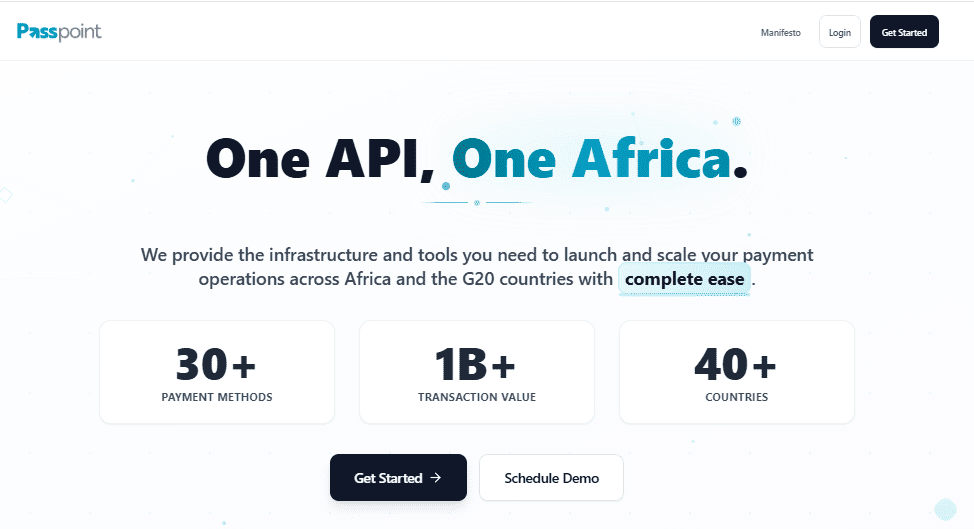 Passpoint
Manifesto
Login
Get Started
One API, One Africa.
We provide the infrastructure and tools you need to launch and scale your payment
operations across Africa and the G20 countries with complete ease.
30+
PAYMENT METHODS
1B+
TRANSACTION VALUE
40+
COUNTRIES
Get Started →
Schedule Demo